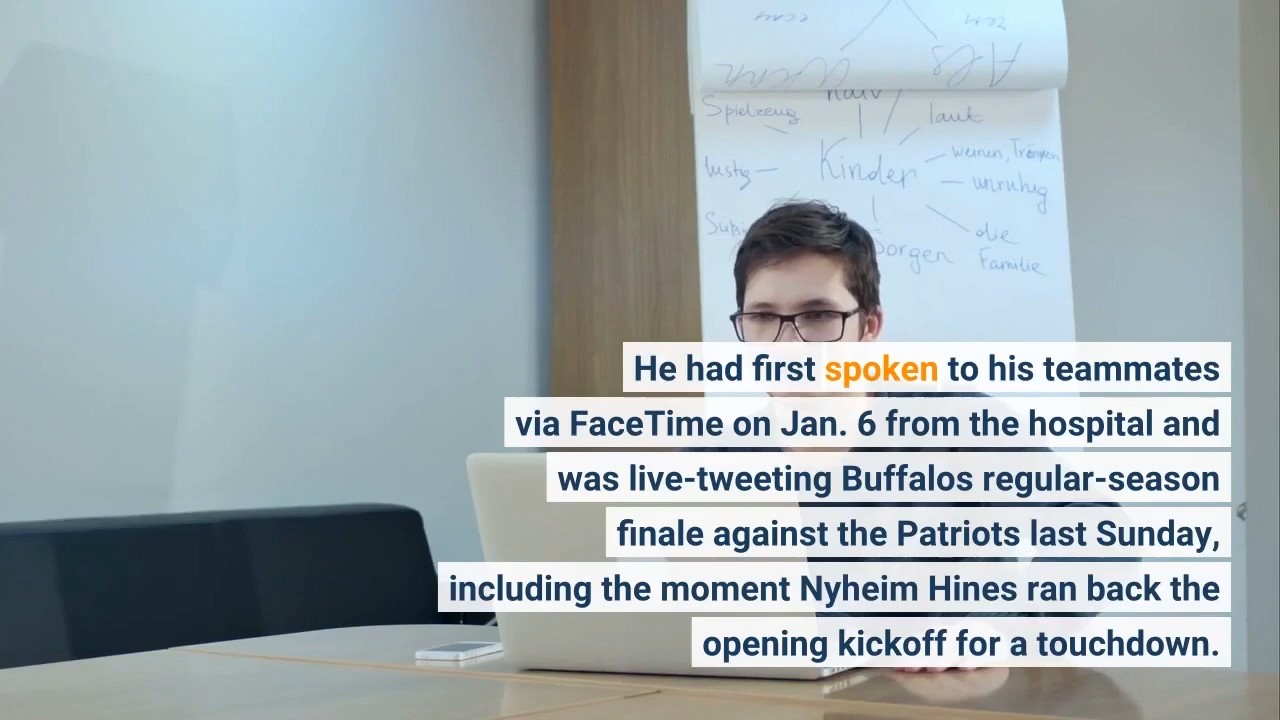 Wenn
Als
naiv
Spielzeug
laut
lustig
Kinder
weinen,
unruhig
Sorgen
die
Familie
He had first spoken to his teammates
via FaceTime on Jan. 6 from the hospital and
was live-tweeting Buffalos regular-season
finale against the Patriots last Sunday,
including the moment Nyheim Hines ran back the
opening kickoff for a touchdown.